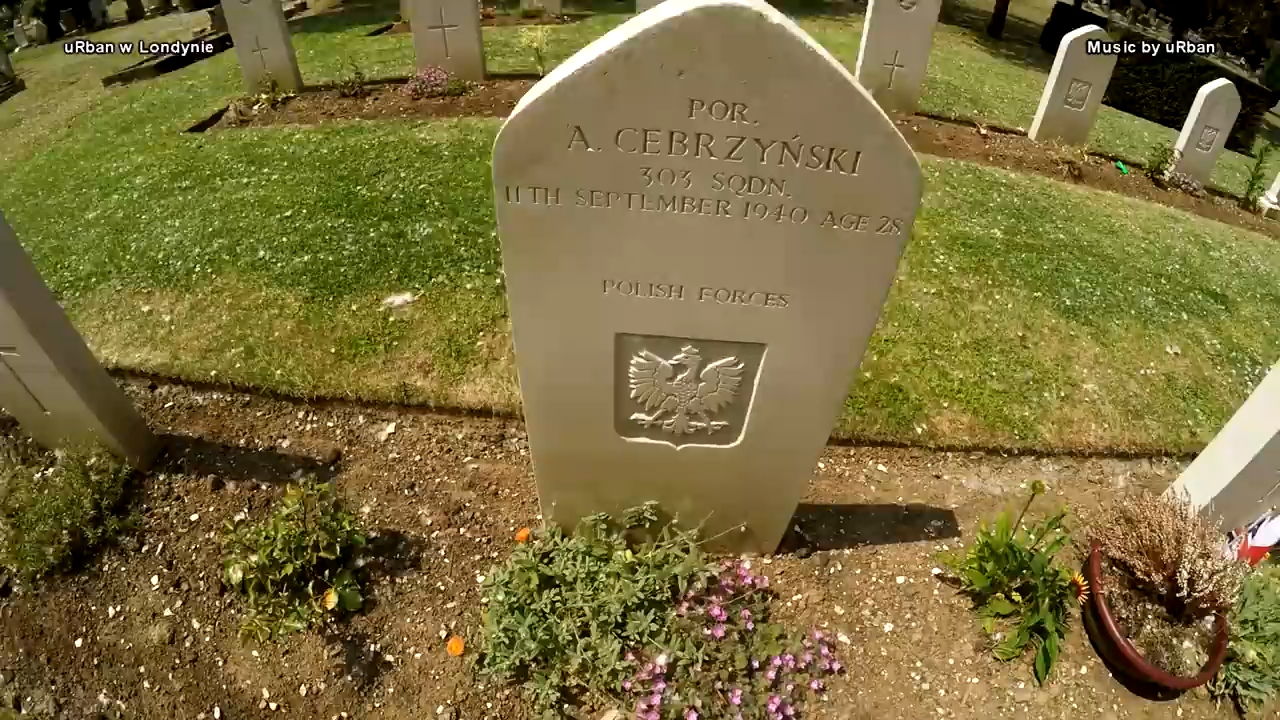 uRban w Londynie
Music by uRban
POR.
A. CEBRZYŃSKI
303 SQDN.
11TH SEPTEMBER 1940 AGE 28
POLISH FORCES